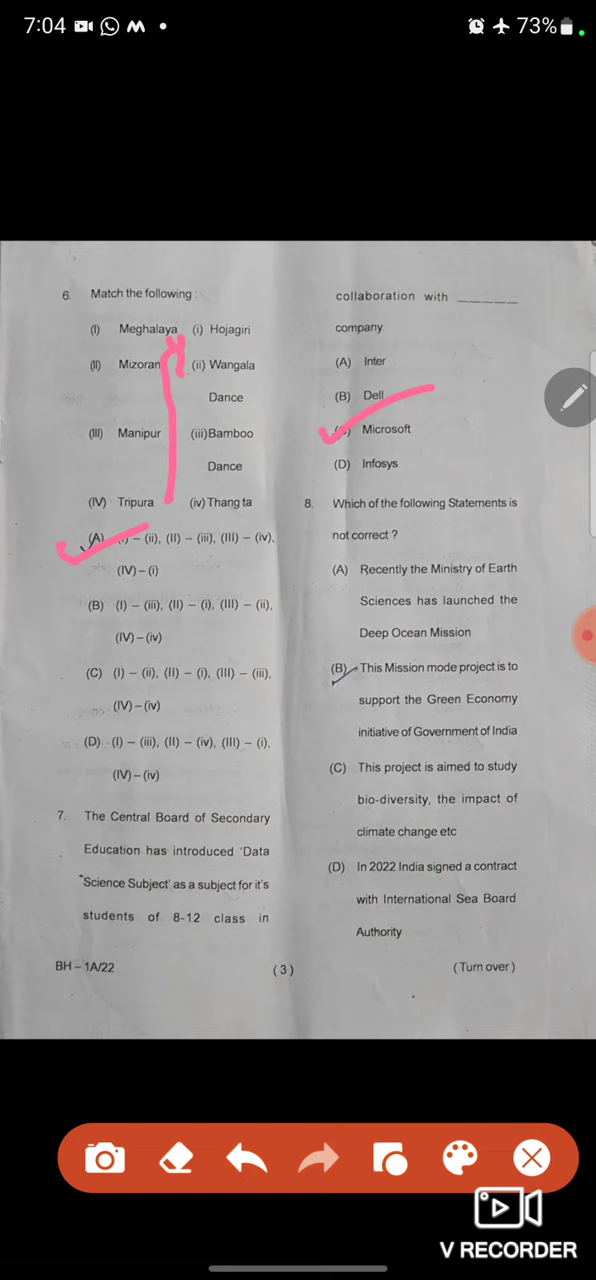 7:04
73%
6. Match the following :
(I) Meghalaya (i) Hojagiri
(II) Mizoram (ii) Wangala
Dance
(III) Manipur (iii) Bamboo
Dance
(IV) Tripura (iv) Thang ta
(A) – (ii), (II) – (iii), (III) – (iv),
(IV) – (i)
(B) (I) – (iii), (II) – (i), (III) – (ii),
(IV) – (iv)
(C) (I) – (ii), (II) – (i), (III) – (iii),
(IV) – (iv)
(D) (I) – (iii), (II) – (iv), (III) – (i),
(IV) – (iv)
7. The Central Board of Secondary
Education has introduced 'Data
Science Subject' as a subject for it's
students of 8-12 class in
BH – 1A/22
(3)
collaboration with ______
company.
(A) Inter
(B) Dell
Microsoft
(D) Infosys
8. Which of the following Statements is
not correct ?
(A) Recently the Ministry of Earth
Sciences has launched the
Deep Ocean Mission
(B) This Mission mode project is to
support the Green Economy
initiative of Government of India
(C) This project is aimed to study
bio-diversity, the impact of
climate change etc
(D) In 2022 India signed a contract
with International Sea Board
Authority
(Turn over)
V RECORDER